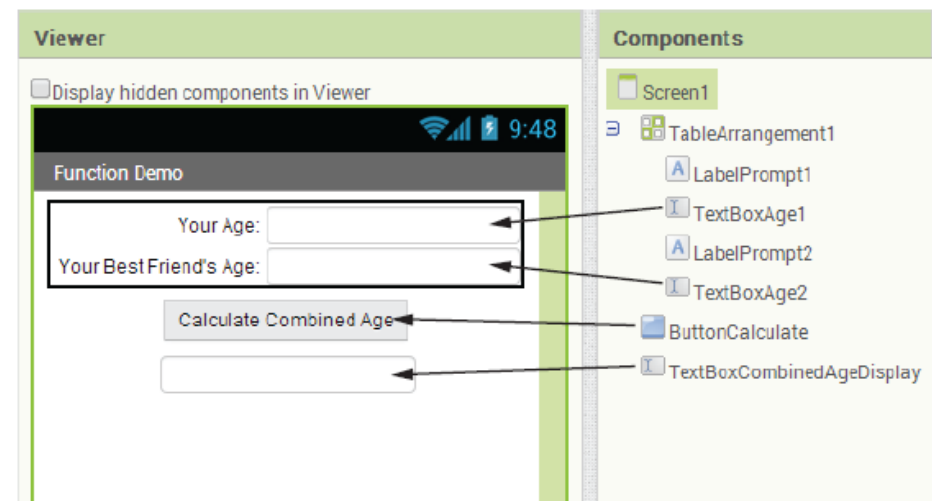 Viewer
Display hidden components in Viewer
9:48
Function Demo
Your Age:
Your Best Friend's Age:
Calculate Combined Age
Components
Screen1
TableArrangement1
A LabelPrompt1
TextBoxAge1
A LabelPrompt2
TextBoxAge2
ButtonCalculate
TextBoxCombinedAgeDisplay